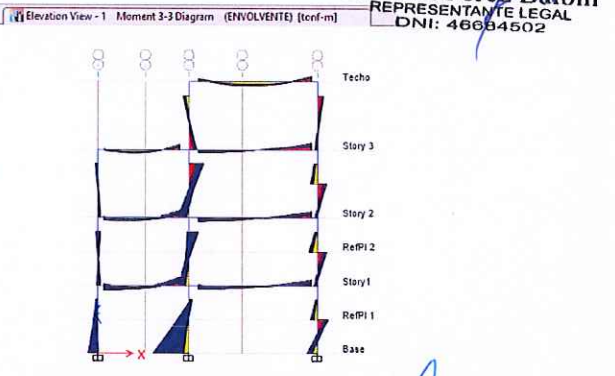 Elevation View - 1 Moment 3-3 Diagram (ENVOLVENTE) [tonf-m]
REPRESENTANTE LEGAL
DNI: 46684502
Techo
Story 3
Story 2
RefPl 2
Story1
RefPl 1
X
Base